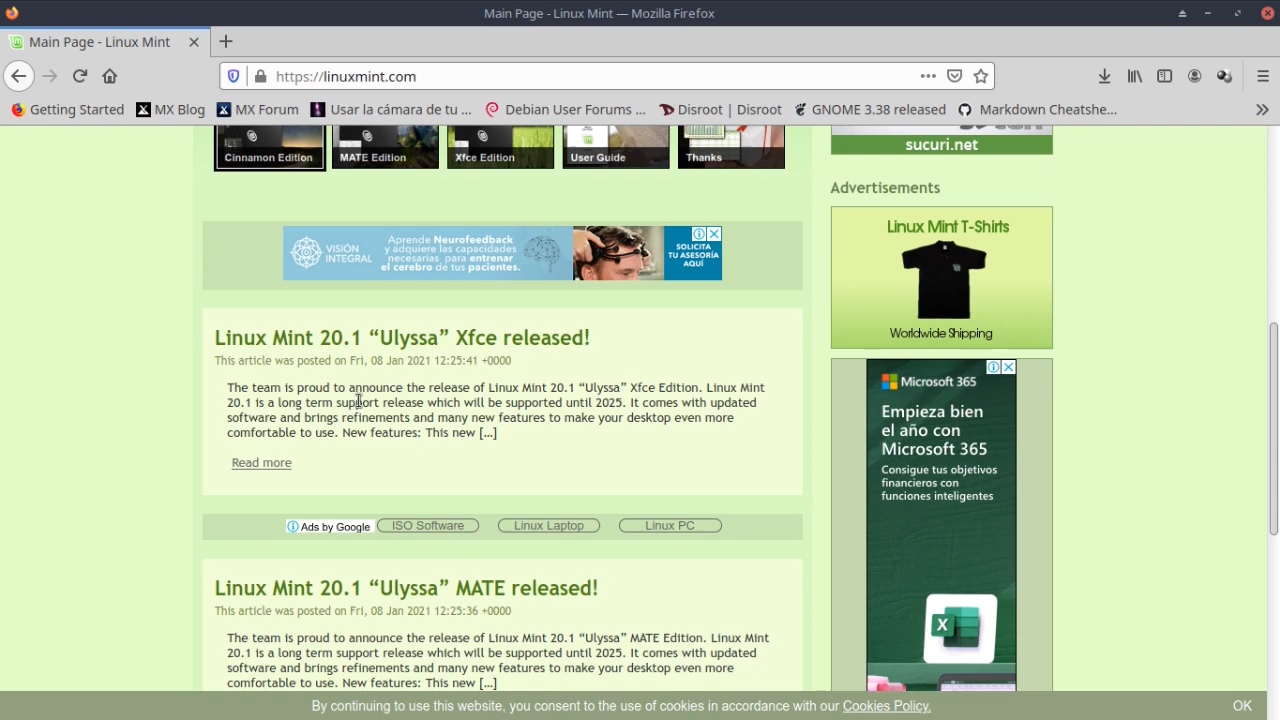 Main Page - Linux Mint — Mozilla Firefox
Main Page - Linux Mint
https://linuxmint.com
Getting Started MX Blog MX Forum Usar la cámara de tu ... Debian User Forums ... Disroot | Disroot GNOME 3.38 released Markdown Cheatshe...
Cinnamon Edition MATE Edition Xfce Edition User Guide Thanks
sucuri.net
Advertisements
Linux Mint T-Shirts
Worldwide Shipping
VISIÓN
INTEGRAL
Aprende Neurofeedback
y adquiere las capacidades
necesarias para entrenar
el cerebro de tus pacientes.
SOLICITA
TU ASESORÍA
AQUÍ
Linux Mint 20.1 “Ulyssa” Xfce released!
This article was posted on Fri, 08 Jan 2021 12:25:41 +0000
The team is proud to announce the release of Linux Mint 20.1 “Ulyssa” Xfce Edition. Linux Mint
20.1 is a long term support release which will be supported until 2025. It comes with updated
software and brings refinements and many new features to make your desktop even more
comfortable to use. New features: This new […]
Read more
Microsoft 365
Empieza bien
el año con
Microsoft 365
Consigue tus objetivos
financieros con
funciones inteligentes
X
Ads by Google ISO Software Linux Laptop Linux PC
Linux Mint 20.1 “Ulyssa” MATE released!
This article was posted on Fri, 08 Jan 2021 12:25:36 +0000
The team is proud to announce the release of Linux Mint 20.1 “Ulyssa” MATE Edition. Linux Mint
20.1 is a long term support release which will be supported until 2025. It comes with updated
software and brings refinements and many new features to make your desktop even more
comfortable to use. New features: This new […]
By continuing to use this website, you consent to the use of cookies in accordance with our Cookies Policy. OK